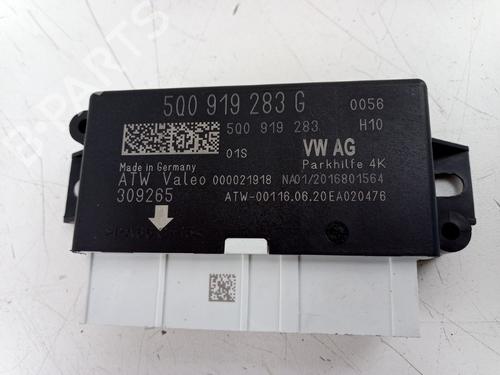 5Q0 919 283 G 0056
5Q0 919 283 H10
01S VW AG
Made in Germany Parkhilfe 4K
ATW Valeo 000021918 NA01/2016801564
309265 ATW-00116.06.20EA020476